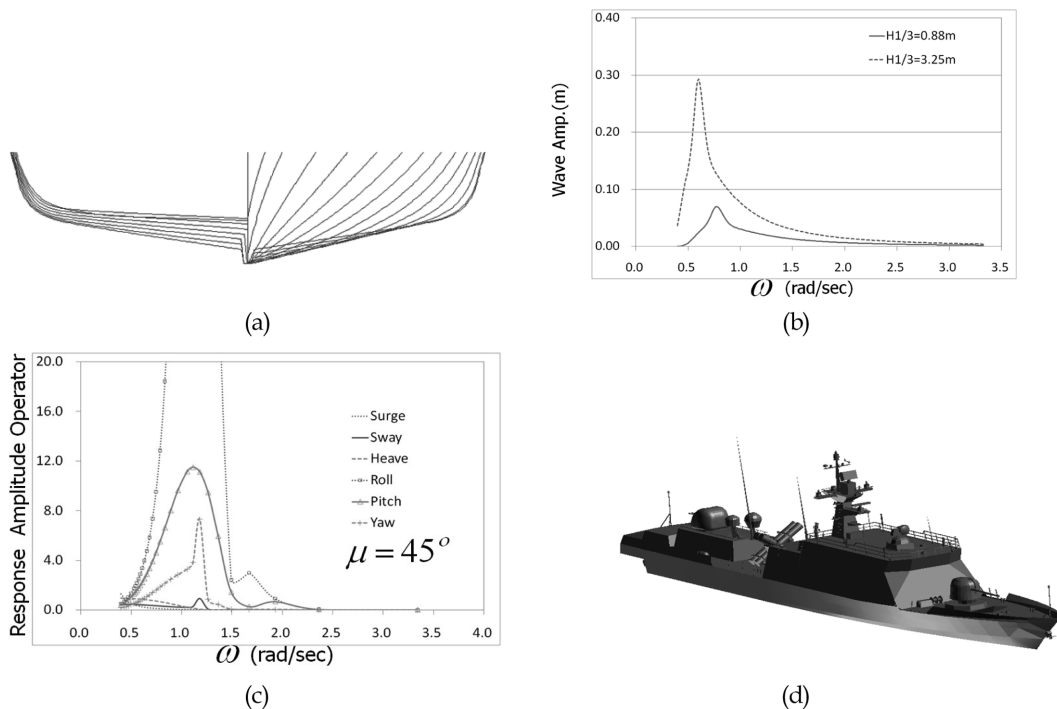 0.40
0.30
0.20
0.10
0.00
Wave Amp.(m)
H1/3=0.88m
H1/3=3.25m
0.0 0.5 1.0 1.5 2.0 2.5 3.0 3.5
ω (rad/sec)
(a)
(b)
20.0
16.0
12.0
8.0
4.0
0.0
Response Amplitude Operator
Surge
Sway
Heave
Roll
Pitch
Yaw
μ = 45°
0.0 0.5 1.0 1.5 2.0 2.5 3.0 3.5 4.0
ω (rad/sec)
(c)
(d)